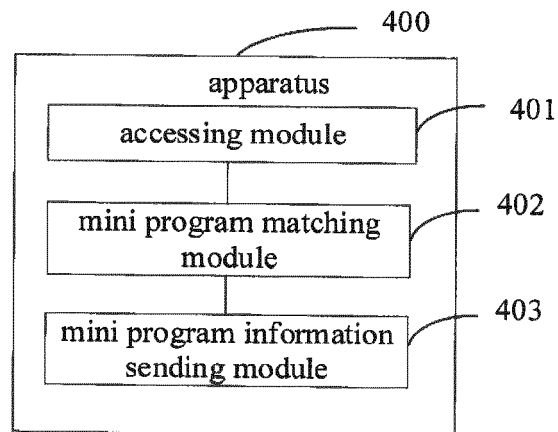 400
apparatus
accessing module
401
mini program matching
module
402
mini program information
sending module
403